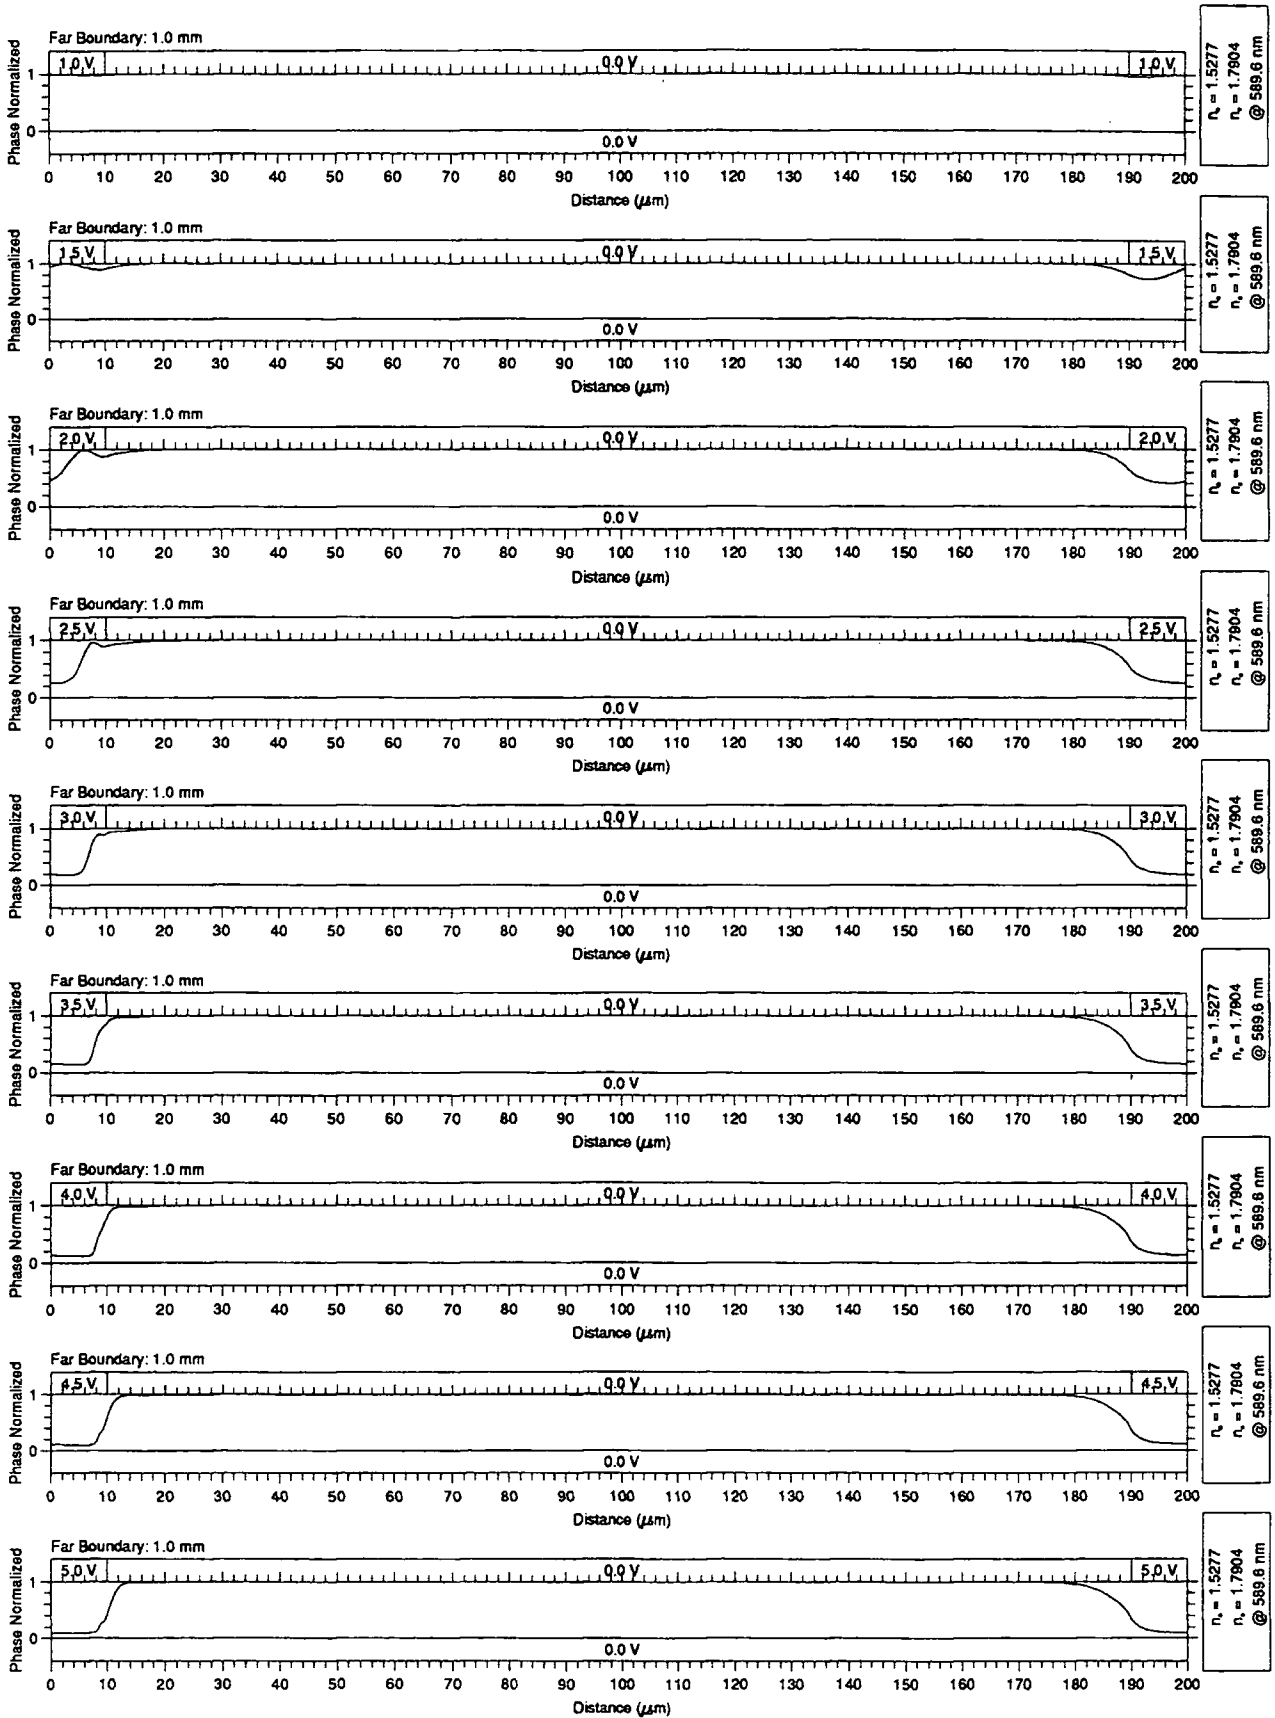 Far Boundary: 1.0 mm
1.0 V 0.0 V 1.0 V
Phase Normalized
1
0
0.0 V
0 10 20 30 40 50 60 70 80 90 100 110 120 130 140 150 160 170 180 190 200
Distance (μm)
nₒ = 1.5277
nₑ = 1.7904
@ 589.6 nm
Far Boundary: 1.0 mm
1.5 V 0.0 V 1.5 V
Phase Normalized
1
0
0.0 V
0 10 20 30 40 50 60 70 80 90 100 110 120 130 140 150 160 170 180 190 200
Distance (μm)
nₒ = 1.5277
nₑ = 1.7904
@ 589.6 nm
Far Boundary: 1.0 mm
2.0 V 0.0 V 2.0 V
Phase Normalized
1
0
0.0 V
0 10 20 30 40 50 60 70 80 90 100 110 120 130 140 150 160 170 180 190 200
Distance (μm)
nₒ = 1.5277
nₑ = 1.7904
@ 589.6 nm
Far Boundary: 1.0 mm
2.5 V 0.0 V 2.5 V
Phase Normalized
1
0
0.0 V
0 10 20 30 40 50 60 70 80 90 100 110 120 130 140 150 160 170 180 190 200
Distance (μm)
nₒ = 1.5277
nₑ = 1.7904
@ 589.6 nm
Far Boundary: 1.0 mm
3.0 V 0.0 V 3.0 V
Phase Normalized
1
0
0.0 V
0 10 20 30 40 50 60 70 80 90 100 110 120 130 140 150 160 170 180 190 200
Distance (μm)
nₒ = 1.5277
nₑ = 1.7904
@ 589.6 nm
Far Boundary: 1.0 mm
3.5 V 0.0 V 3.5 V
Phase Normalized
1
0
0.0 V
0 10 20 30 40 50 60 70 80 90 100 110 120 130 140 150 160 170 180 190 200
Distance (μm)
nₒ = 1.5277
nₑ = 1.7904
@ 589.6 nm
Far Boundary: 1.0 mm
4.0 V 0.0 V 4.0 V
Phase Normalized
1
0
0.0 V
0 10 20 30 40 50 60 70 80 90 100 110 120 130 140 150 160 170 180 190 200
Distance (μm)
nₒ = 1.5277
nₑ = 1.7904
@ 589.6 nm
Far Boundary: 1.0 mm
4.5 V 0.0 V 4.5 V
Phase Normalized
1
0
0.0 V
0 10 20 30 40 50 60 70 80 90 100 110 120 130 140 150 160 170 180 190 200
Distance (μm)
nₒ = 1.5277
nₑ = 1.7904
@ 589.6 nm
Far Boundary: 1.0 mm
5.0 V 0.0 V 5.0 V
Phase Normalized
1
0
0.0 V
0 10 20 30 40 50 60 70 80 90 100 110 120 130 140 150 160 170 180 190 200
Distance (μm)
nₒ = 1.5277
nₑ = 1.7904
@ 589.6 nm